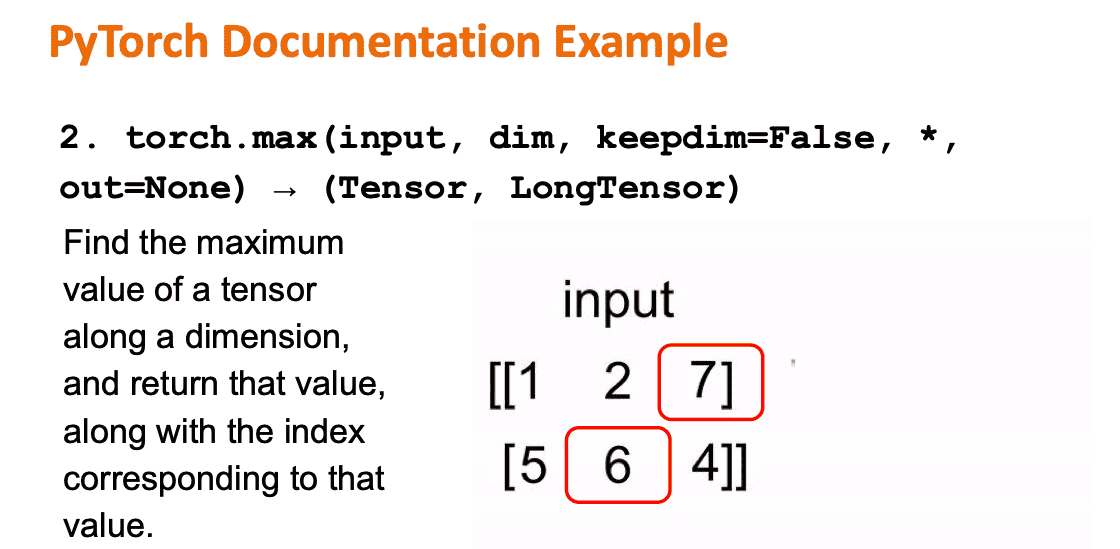 PyTorch Documentation Example
2. torch.max(input, dim, keepdim=False, *,
out=None) → (Tensor, LongTensor)
Find the maximum
value of a tensor
along a dimension,
and return that value,
along with the index
corresponding to that
value.
input
[[1 2 7]
[5 6 4]]